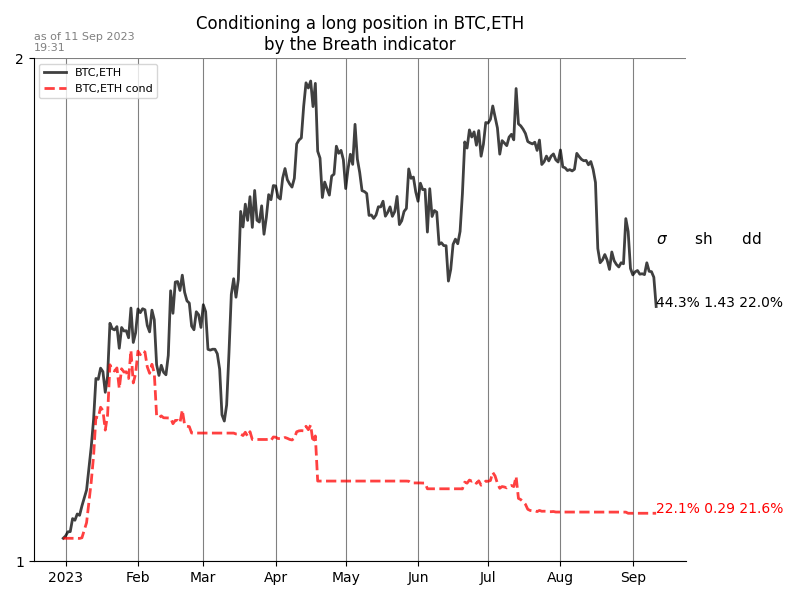 Conditioning a long position in BTC,ETH
by the Breath indicator
as of 11 Sep 2023
19:31
2
BTC,ETH
BTC,ETH cond
σ sh dd
44.3% 1.43 22.0%
22.1% 0.29 21.6%
1
2023 Feb Mar Apr May Jun Jul Aug Sep